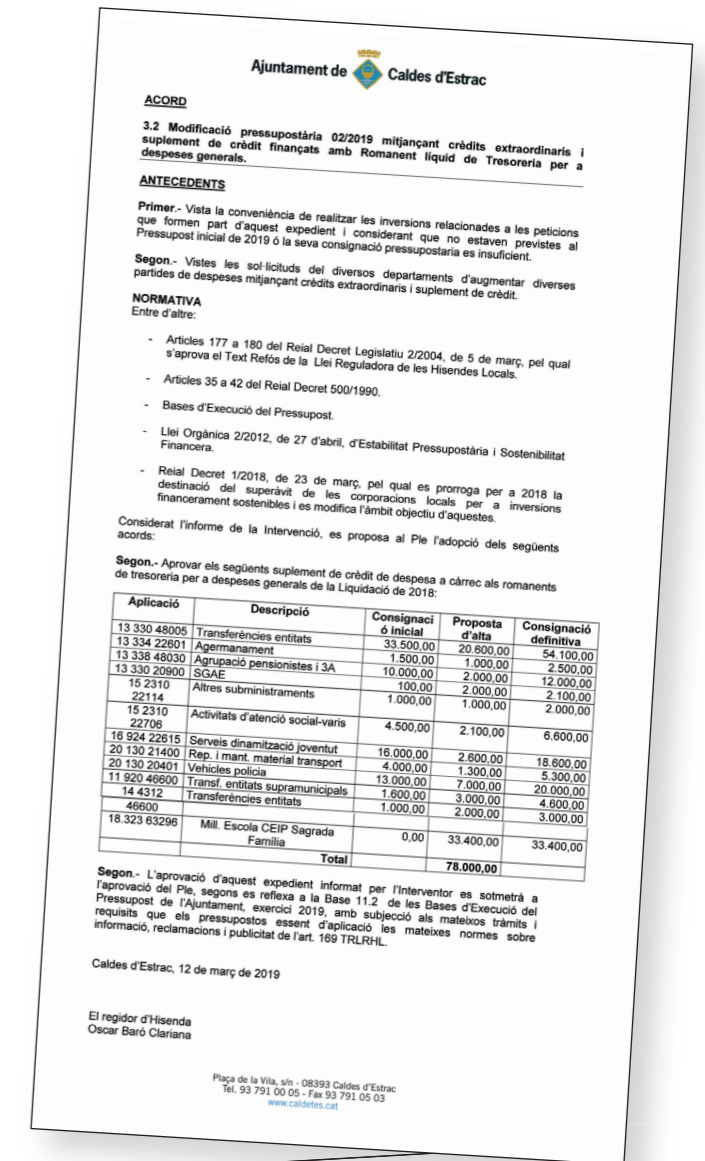 Ajuntament de Caldes d'Estrac
ACORD
3.2 Modificació pressupostària 02/2019 mitjançant crèdits extraordinaris i
suplement de crèdit finançats amb Romanent líquid de Tresoreria per a
despeses generals.
ANTECEDENTS
Primer.- Vista la conveniència de realitzar les inversions relacionades a les peticions
que formen part d'aquest expedient i considerant que no estaven previstes al
Pressupost inicial de 2019 ó la seva consignació pressupostaria es insuficient.
Segon.- Vistes les sol·licituds del diversos departaments d'augmentar diverses
partides de despeses mitjançant crèdits extraordinaris i suplement de crèdit.
NORMATIVA
Entre d'altre:
- Articles 177 a 180 del Reial Decret Legislatiu 2/2004, de 5 de març, pel qual
s'aprova el Text Refós de la Llei Reguladora de les Hisendes Locals.
- Articles 35 a 42 del Reial Decret 500/1990.
- Bases d'Execució del Pressupost.
- Llei Orgànica 2/2012, de 27 d'abril, d'Estabilitat Pressupostària i Sostenibilitat
Financera.
- Reial Decret 1/2018, de 23 de març, pel qual es prorroga per a 2018 la
destinació del superàvit de les corporacions locals per a inversions
financerament sostenibles i es modifica l'àmbit objectiu d'aquestes.
Considerat l'informe de la Intervenció, es proposa al Ple l'adopció dels següents
acords:
Segon.- Aprovar els següents suplement de crèdit de despesa a càrrec als romanents
de tresoreria per a despeses generals de la Liquidació de 2018:
Aplicació Descripció Consignaci Proposta Consignació
ó inicial d'alta definitiva
13 330 48005 Transferències entitats 33.500,00 20.600,00 54.100,00
13 334 22601 Agermanament 1.500,00 1.000,00 2.500,00
13 338 48030 Agrupació pensionistes i 3A 10.000,00 2.000,00 12.000,00
13 330 20900 SGAE 100,00 2.000,00 2.100,00
15 2310 Altres subministraments 1.000,00 1.000,00 2.000,00
22114
15 2310 Activitats d'atenció social-varis
22706 4.500,00 2.100,00 6.600,00
16 924 22615 Serveis dinamització joventut 16.000,00 2.600,00 18.600,00
20 130 21400 Rep. i mant. material transport 4.000,00 1.300,00 5.300,00
20 130 20401 Vehicles policia 13.000,00 7.000,00 20.000,00
11 920 46600 Transf. entitats supramunicipals 1.600,00 3.000,00 4.600,00
14 4312 Transferències entitats 1.000,00 2.000,00 3.000,00
46600
18.323 63296 Mill. Escola CEIP Sagrada 0,00 33.400,00 33.400,00
Família
Total 78.000,00
Segon.- L'aprovació d'aquest expedient informat per l'Interventor es sotmetrà a
l'aprovació del Ple, segons es reflexa a la Base 11.2 de les Bases d'Execució del
Pressupost de l'Ajuntament, exercici 2019, amb subjecció als mateixos tràmits i
requisits que els pressupostos essent d'aplicació les mateixes normes sobre
informació, reclamacions i publicitat de l'art. 169 TRLRHL.
Caldes d'Estrac, 12 de març de 2019
El regidor d'Hisenda
Oscar Baró Clariana
Plaça de la Vila, s/n - 08393 Caldes d'Estrac
Tel. 93 791 00 05 - Fax 93 791 05 03
www.caldetes.cat